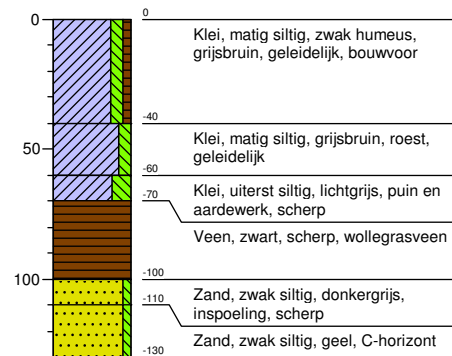 0
0
Klei, matig siltig, zwak humeus,
grijsbruin, geleidelijk, bouwvoor
-40
Klei, matig siltig, grijsbruin, roest,
geleidelijk
50
-60
Klei, uiterst siltig, lichtgrijs, puin en
aardewerk, scherp
-70
Veen, zwart, scherp, wollegrasveen
100
-100
Zand, zwak siltig, donkergrijs,
inspoeling, scherp
-110
Zand, zwak siltig, geel, C-horizont
-130